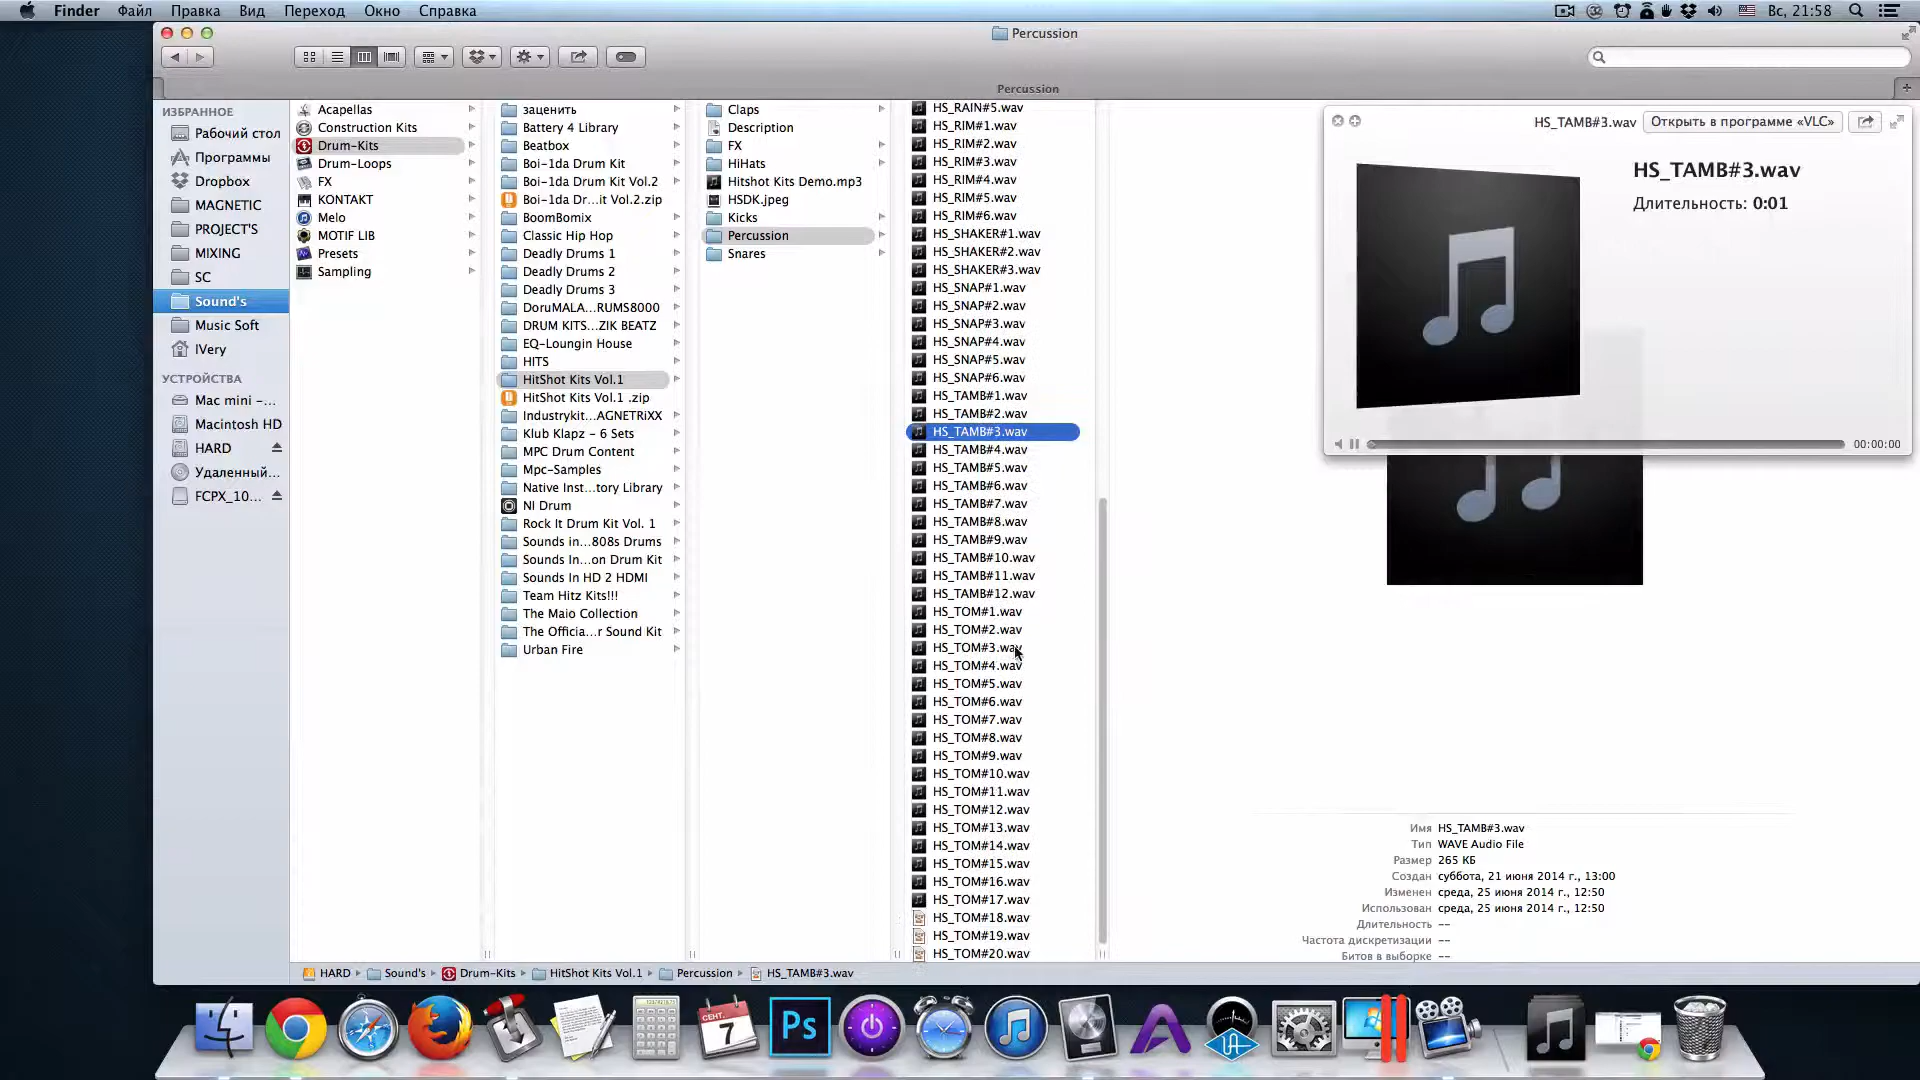 Finder Файл Правка Вид Переход Окно Справка Вс, 21:58
Percussion
Percussion
ИЗБРАННОЕ
Рабочий стол
Программы
Dropbox
MAGNETIC
PROJECT'S
MIXING
SC
Sound's
Music Soft
IVery
УСТРОЙСТВА
Mac mini –...
Macintosh HD
HARD
Удаленный...
FCPX_10...
Acapellas
Construction Kits
Drum-Kits
Drum-Loops
FX
KONTAKT
Melo
MOTIF LIB
Presets
Sampling
заценить
Battery 4 Library
Beatbox
Boi-1da Drum Kit
Boi-1da Drum Kit Vol.2
Boi-1da Dr...it Vol.2.zip
BoomBomix
Classic Hip Hop
Deadly Drums 1
Deadly Drums 2
Deadly Drums 3
DoruMALA...RUMS8000
DRUM KITS...ZIK BEATZ
EQ-Loungin House
HITS
HitShot Kits Vol.1
HitShot Kits Vol.1 .zip
Industrykit...AGNETRiXX
Klub Klapz – 6 Sets
MPC Drum Content
Mpc-Samples
Native Inst...tory Library
NI Drum
Rock It Drum Kit Vol. 1
Sounds in...808s Drums
Sounds In...on Drum Kit
Sounds In HD 2 HDMI
Team Hitz Kits!!!
The Maio Collection
The Officia...r Sound Kit
Urban Fire
Claps
Description
FX
HiHats
Hitshot Kits Demo.mp3
HSDK.jpeg
Kicks
Percussion
Snares
HS_RAIN#5.wav
HS_RIM#1.wav
HS_RIM#2.wav
HS_RIM#3.wav
HS_RIM#4.wav
HS_RIM#5.wav
HS_RIM#6.wav
HS_SHAKER#1.wav
HS_SHAKER#2.wav
HS_SHAKER#3.wav
HS_SNAP#1.wav
HS_SNAP#2.wav
HS_SNAP#3.wav
HS_SNAP#4.wav
HS_SNAP#5.wav
HS_SNAP#6.wav
HS_TAMB#1.wav
HS_TAMB#2.wav
HS_TAMB#3.wav
HS_TAMB#4.wav
HS_TAMB#5.wav
HS_TAMB#6.wav
HS_TAMB#7.wav
HS_TAMB#8.wav
HS_TAMB#9.wav
HS_TAMB#10.wav
HS_TAMB#11.wav
HS_TAMB#12.wav
HS_TOM#1.wav
HS_TOM#2.wav
HS_TOM#3.wav
HS_TOM#4.wav
HS_TOM#5.wav
HS_TOM#6.wav
HS_TOM#7.wav
HS_TOM#8.wav
HS_TOM#9.wav
HS_TOM#10.wav
HS_TOM#11.wav
HS_TOM#12.wav
HS_TOM#13.wav
HS_TOM#14.wav
HS_TOM#15.wav
HS_TOM#16.wav
HS_TOM#17.wav
HS_TOM#18.wav
HS_TOM#19.wav
HS_TOM#20.wav
HS_TAMB#3.wav Открыть в программе «VLC»
HS_TAMB#3.wav
Длительность: 0:01
00:00:00
Имя HS_TAMB#3.wav
Тип WAVE Audio File
Размер 265 КБ
Создан суббота, 21 июня 2014 г., 13:00
Изменен среда, 25 июня 2014 г., 12:50
Использован среда, 25 июня 2014 г., 12:50
Длительность --
Частота дискретизации --
Битов в выборке --
HARD Sound's Drum-Kits HitShot Kits Vol.1 Percussion HS_TAMB#3.wav
СЕНТ.
7
Ps
UA